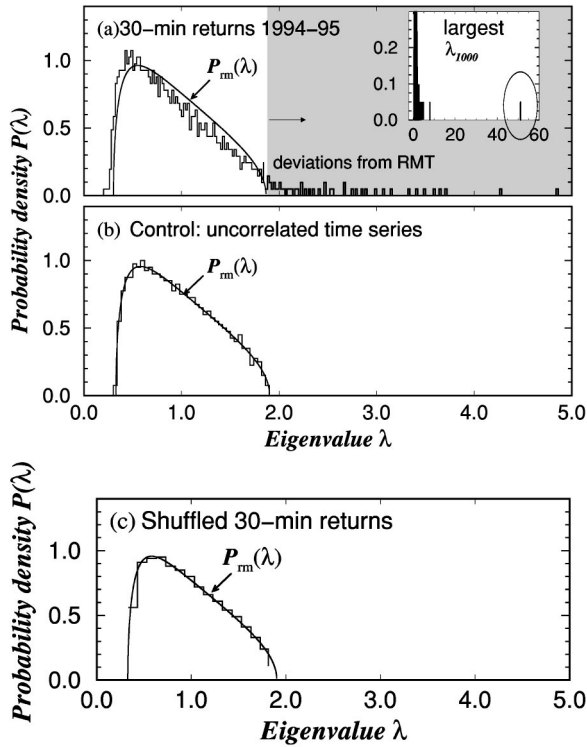 (a)30−min returns 1994−95
largest
λ1000
0.2
0.15
0.1
0.05
0
0 20 40 60
Prm(λ)
deviations from RMT
1.0
0.5
0.0
Probability density P(λ)
(b) Control: uncorrelated time series
Prm(λ)
1.0
0.5
0.0
0.0 1.0 2.0 3.0 4.0 5.0
Eigenvalue λ
(c) Shuffled 30−min returns
Prm(λ)
1.0
0.5
0.0
Probability density P(λ)
0.0 1.0 2.0 3.0 4.0 5.0
Eigenvalue λ